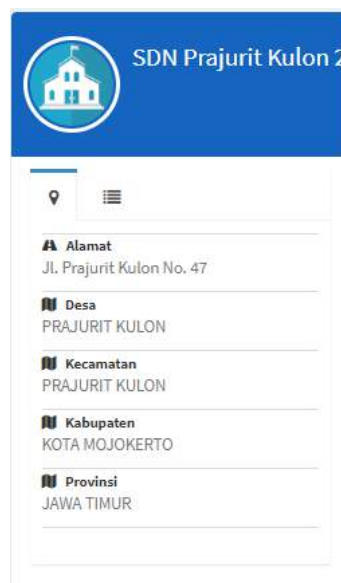 SDN Prajurit Kulon 2
Alamat
Jl. Prajurit Kulon No. 47
Desa
PRAJURIT KULON
Kecamatan
PRAJURIT KULON
Kabupaten
KOTA MOJOKERTO
Provinsi
JAWA TIMUR